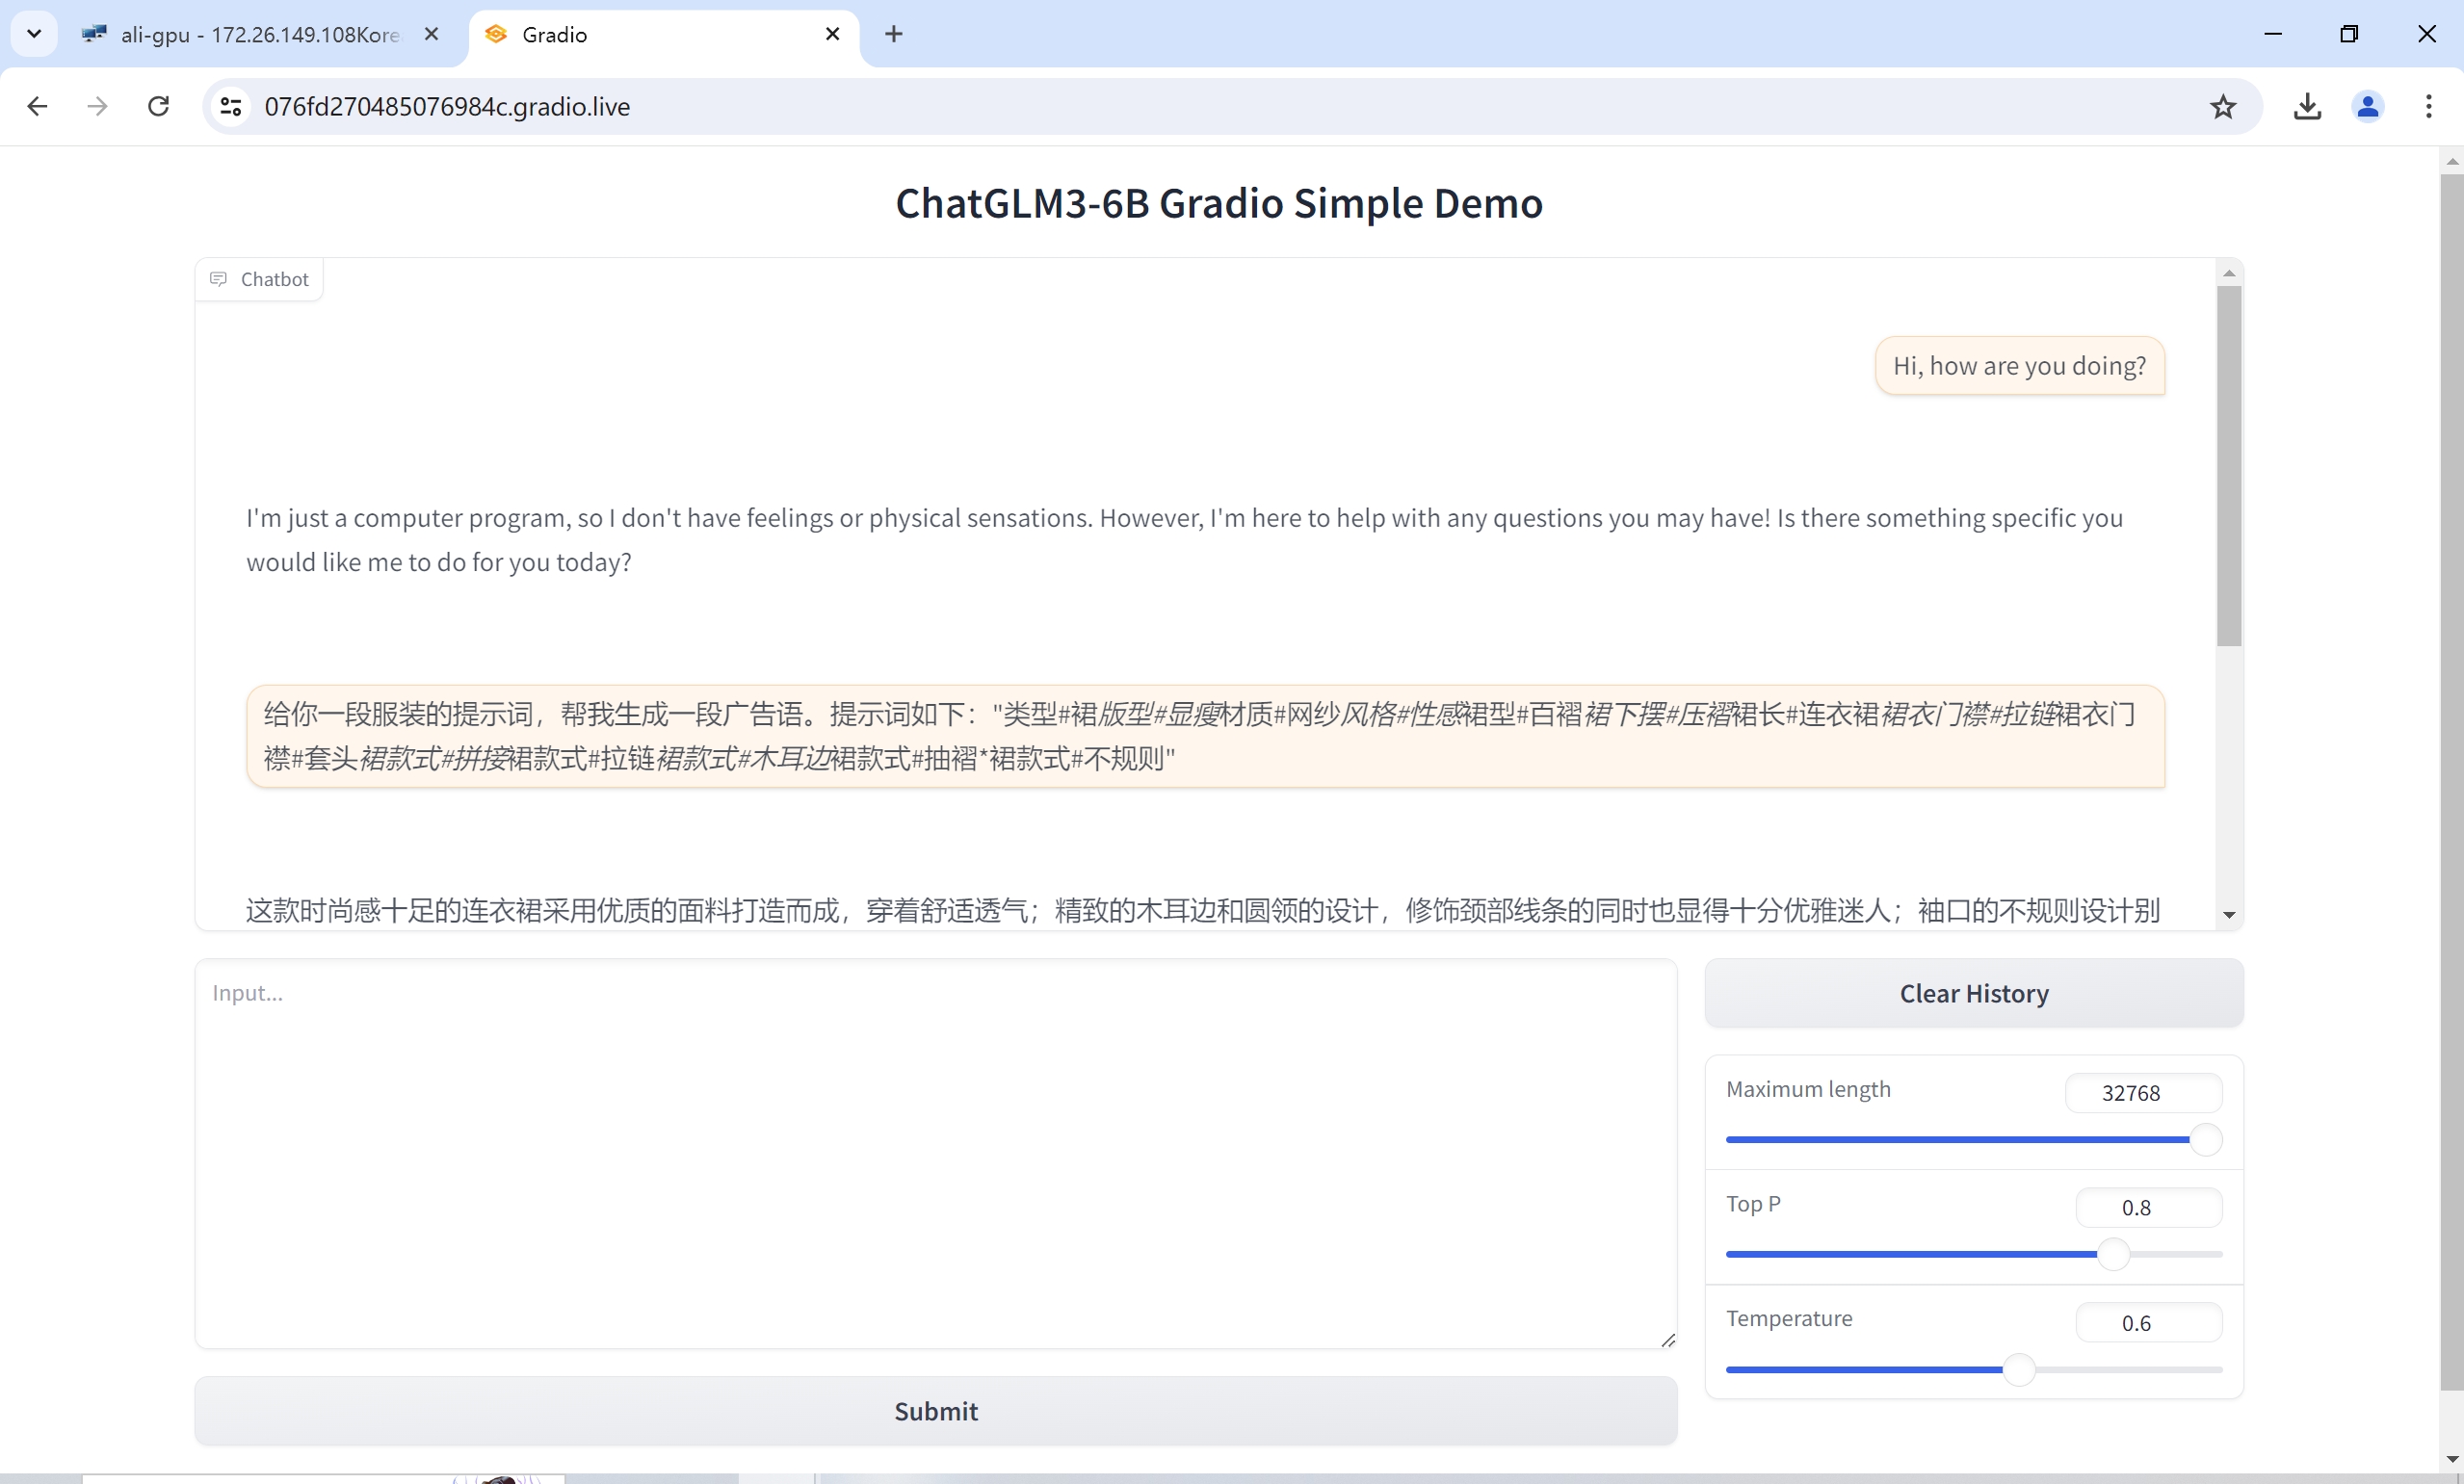 ali-gpu - 172.26.149.108Kore
Gradio
076fd270485076984c.gradio.live
ChatGLM3-6B Gradio Simple Demo
Chatbot
Hi, how are you doing?
I'm just a computer program, so I don't have feelings or physical sensations. However, I'm here to help with any questions you may have! Is there something specific you
would like me to do for you today?
给你一段服装的提示词，帮我生成一段广告语。提示词如下："类型#裙版型#显瘦材质#网纱风格#性感裙型#百褶裙下摆#压褶裙长#连衣裙裙衣门襟#拉链裙衣门
襟#套头裙款式#拼接裙款式#拉链裙款式#木耳边裙款式#抽褶*裙款式#不规则"
这款时尚感十足的连衣裙采用优质的面料打造而成，穿着舒适透气；精致的木耳边和圆领的设计，修饰颈部线条的同时也显得十分优雅迷人；袖口的不规则设计别
Input...
Clear History
Maximum length
32768
Top P
0.8
Temperature
0.6
Submit